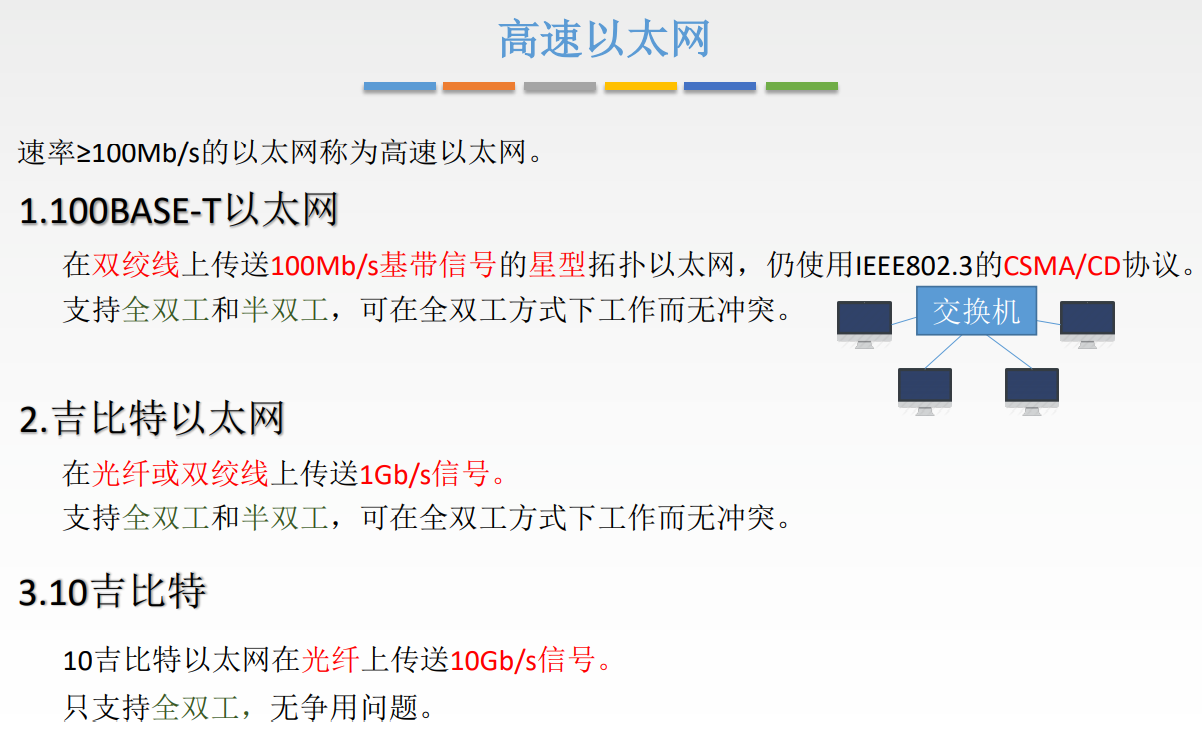 高速以太网
速率≥100Mb/s的以太网称为高速以太网。
1.100BASE-T以太网
在双绞线上传送100Mb/s基带信号的星型拓扑以太网，仍使用IEEE802.3的CSMA/CD协议。
支持全双工和半双工，可在全双工方式下工作而无冲突。
交换机
2.吉比特以太网
在光纤或双绞线上传送1Gb/s信号。
支持全双工和半双工，可在全双工方式下工作而无冲突。
3.10吉比特
10吉比特以太网在光纤上传送10Gb/s信号。
只支持全双工，无争用问题。